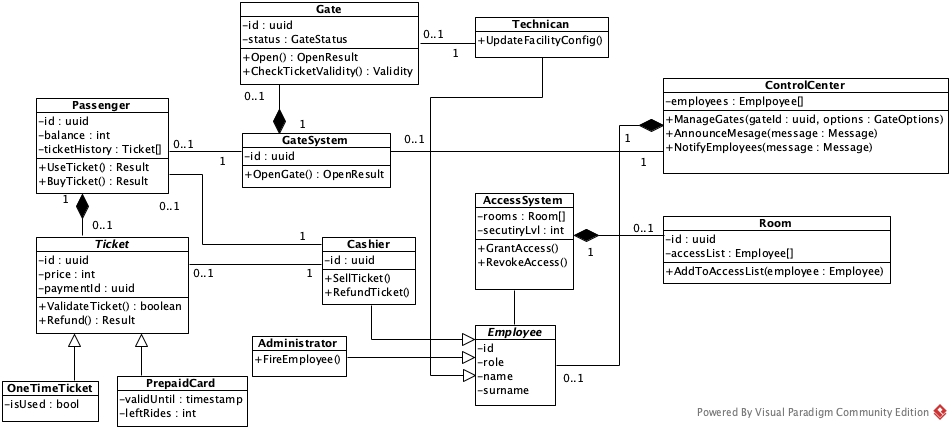 Gate
-id : uuid
-status : GateStatus
+Open() : OpenResult
+CheckTicketValidity() : Validity
0..1
1
Technican
+UpdateFacilityConfig()
ControlCenter
-employees : Emplpoyee[]
+ManageGates(gateId : uuid, options : GateOptions)
+AnnounceMesage(message : Message)
+NotifyEmployees(message : Message)
Passenger
-id : uuid
-balance : int
-ticketHistory : Ticket[]
+UseTicket() : Result
+BuyTicket() : Result
0..1
1
0..1
1
GateSystem
-id : uuid
+OpenGate() : OpenResult
0..1
1
1
1
0..1
0..1
1
AccessSystem
-rooms : Room[]
-secutiryLvl : int
+GrantAccess()
+RevokeAccess()
0..1
1
Room
-id : uuid
-accessList : Employee[]
+AddToAccessList(employee : Employee)
Ticket
-id : uuid
-price : int
-paymentId : uuid
+ValidateTicket() : boolean
+Refund() : Result
0..1
1
Cashier
-id : uuid
+SellTicket()
+RefundTicket()
Administrator
+FireEmployee()
Employee
-id
-role
-name
-surname
0..1
OneTimeTicket
-isUsed : bool
PrepaidCard
-validUntil : timestamp
-leftRides : int
Powered By Visual Paradigm Community Edition